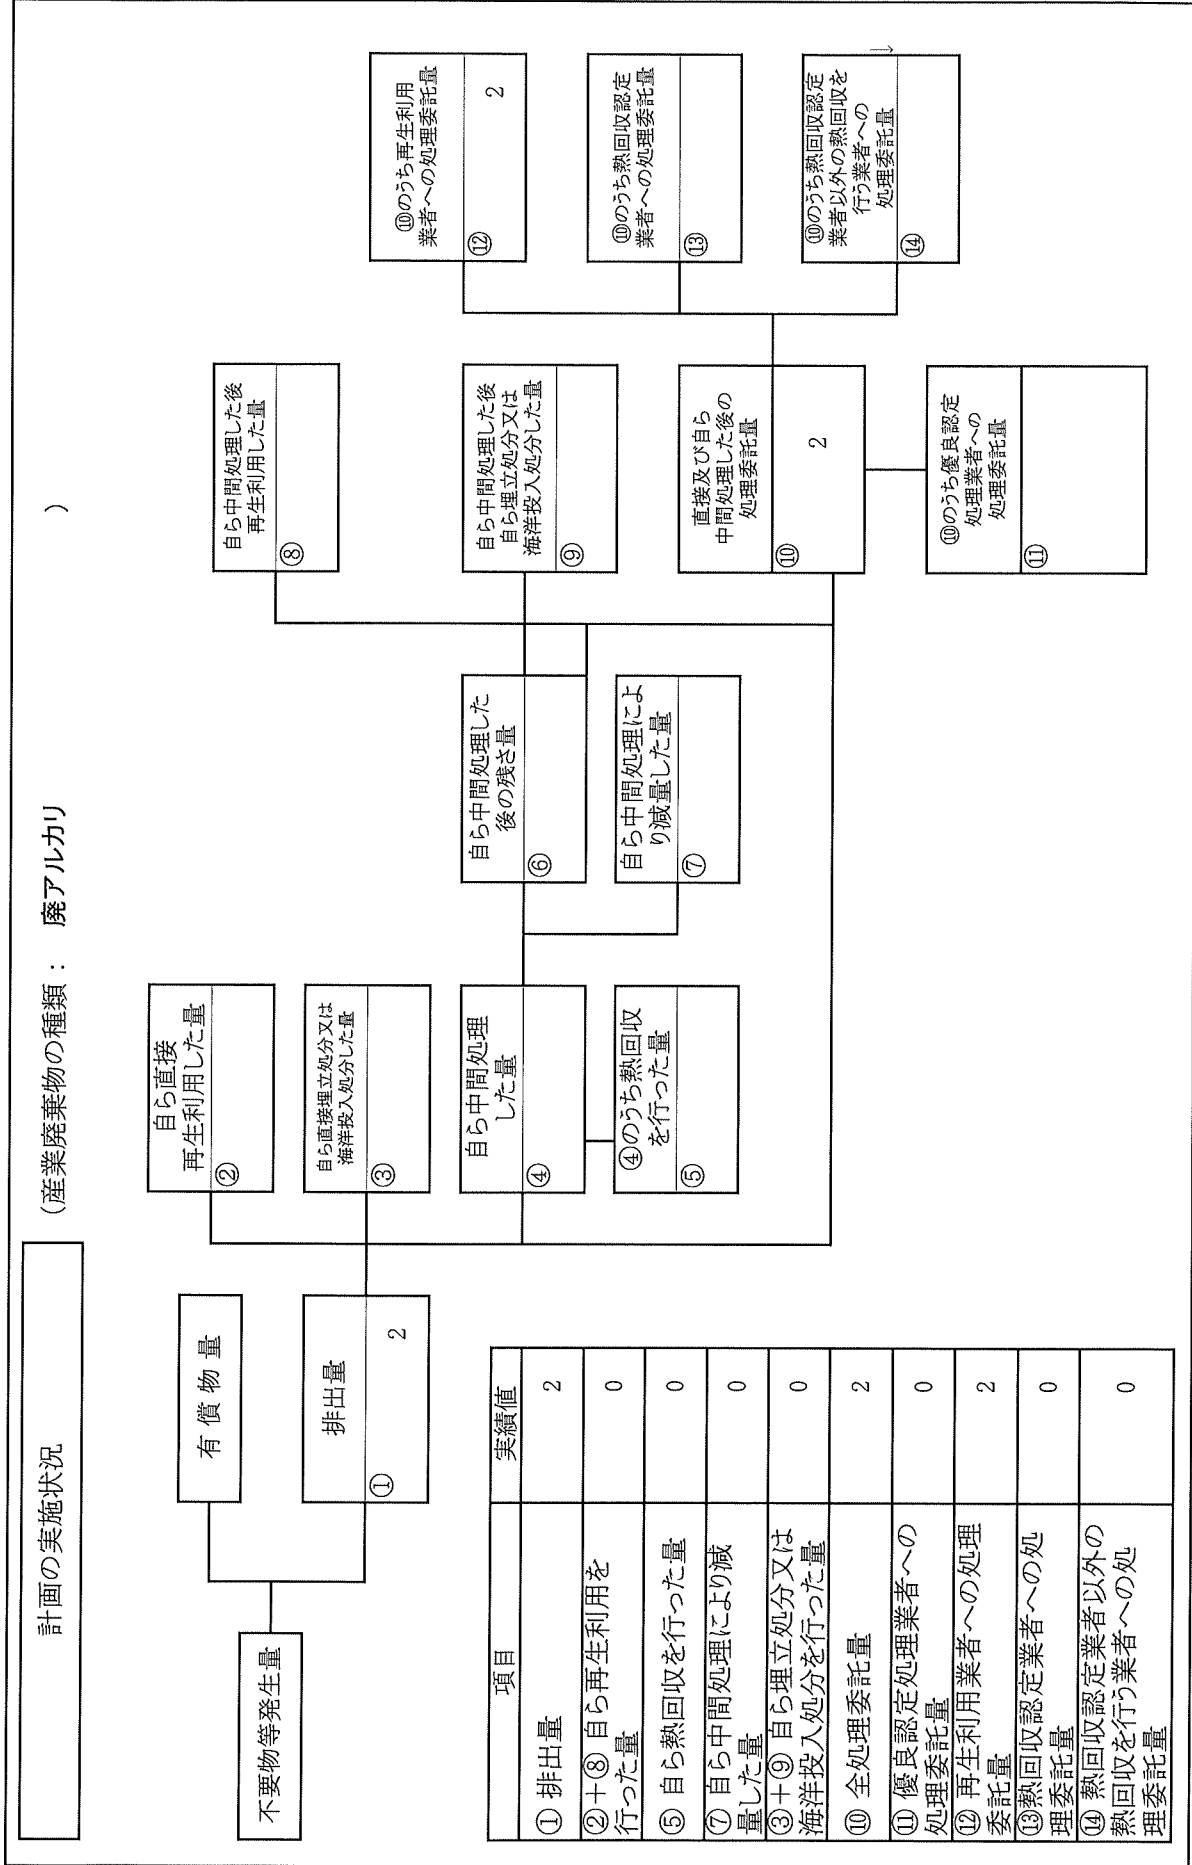 計画の実施状況
(産業廃棄物の種類： 廃アルカリ )
不要物等発生量
有 償 物 量
排出量
① 2
自ら直接
再生利用した量
②
自ら直接埋立処分又は
海洋投入処分した量
③
自ら中間処理
した量
④
④のうち熱回収
を行った量
⑤
自ら中間処理した
後の残さ量
⑥
自ら中間処理によ
り減量した量
⑦
自ら中間処理した後
再生利用した量
⑧
自ら中間処理した後
自ら埋立処分又は
海洋投入処分した量
⑨
直接及び自ら
中間処理した後の
処理委託量
⑩ 2
⑩のうち優良認定
処理業者への
処理委託量
⑪
⑩のうち再生利用
業者への処理委託量
⑫ 2
⑩のうち熱回収認定
業者への処理委託量
⑬
⑩のうち熱回収認定
業者以外の熱回収を
行う業者への
処理委託量
⑭
項目 実績値
① 排出量 2
②＋⑧ 自ら再生利用を
行った量 0
⑤ 自ら熱回収を行った量 0
⑦ 自ら中間処理により減
量した量 0
③＋⑨ 自ら埋立処分又は
海洋投入処分を行った量 0
⑩ 全処理委託量 2
⑪ 優良認定処理業者への
処理委託量 0
⑫ 再生利用業者への処理
委託量 2
⑬熱回収認定業者への処
理委託量 0
⑭ 熱回収認定業者以外の
熱回収を行う業者への処
理委託量 0